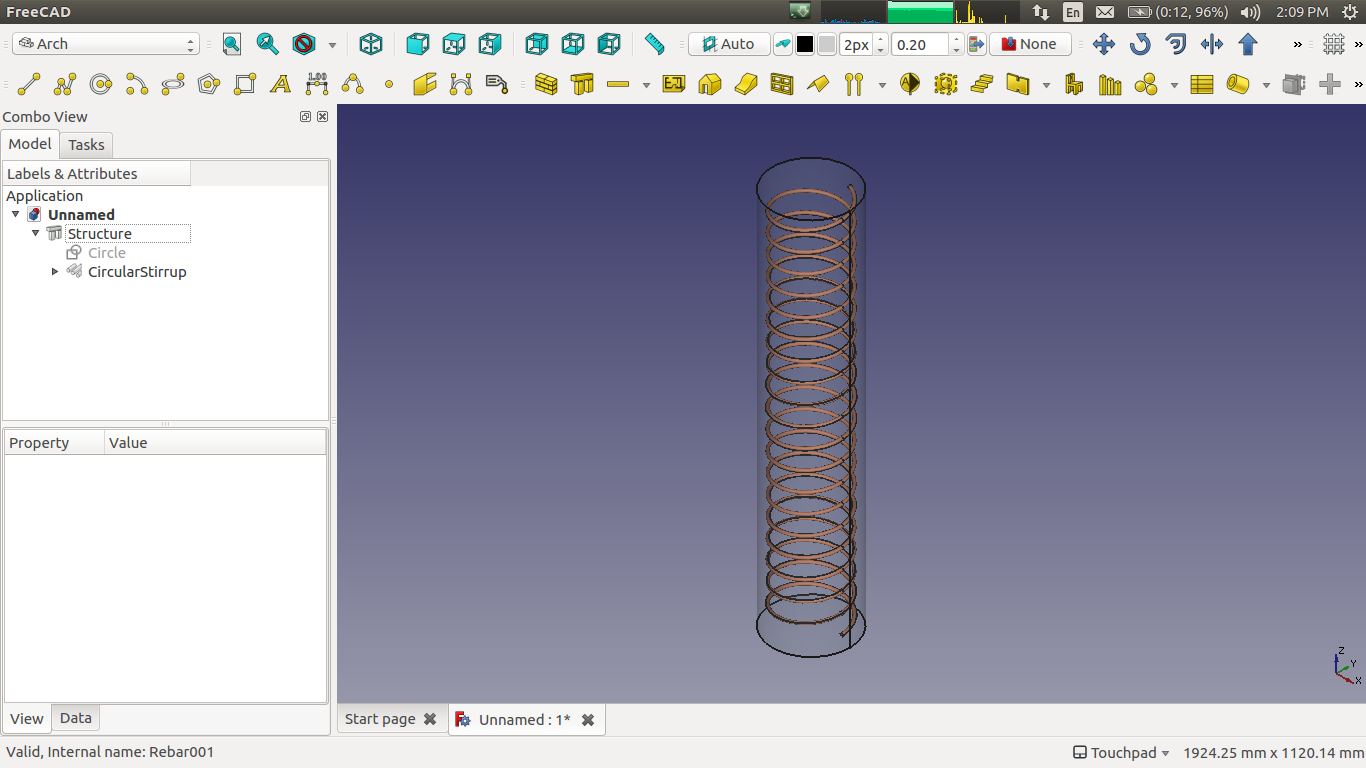 FreeCAD
En
(0:12, 96%)
2:09 PM
Arch
Auto
2px
0.20
None
»
»
A
1.00
A
»
Combo View
Model
Tasks
Labels & Attributes
Application
Unnamed
Structure
Circle
CircularStirrup
Property
Value
View
Data
Z
Y
X
Start page
Unnamed : 1*
Valid, Internal name: Rebar001
Touchpad
1924.25 mm x 1120.14 mm